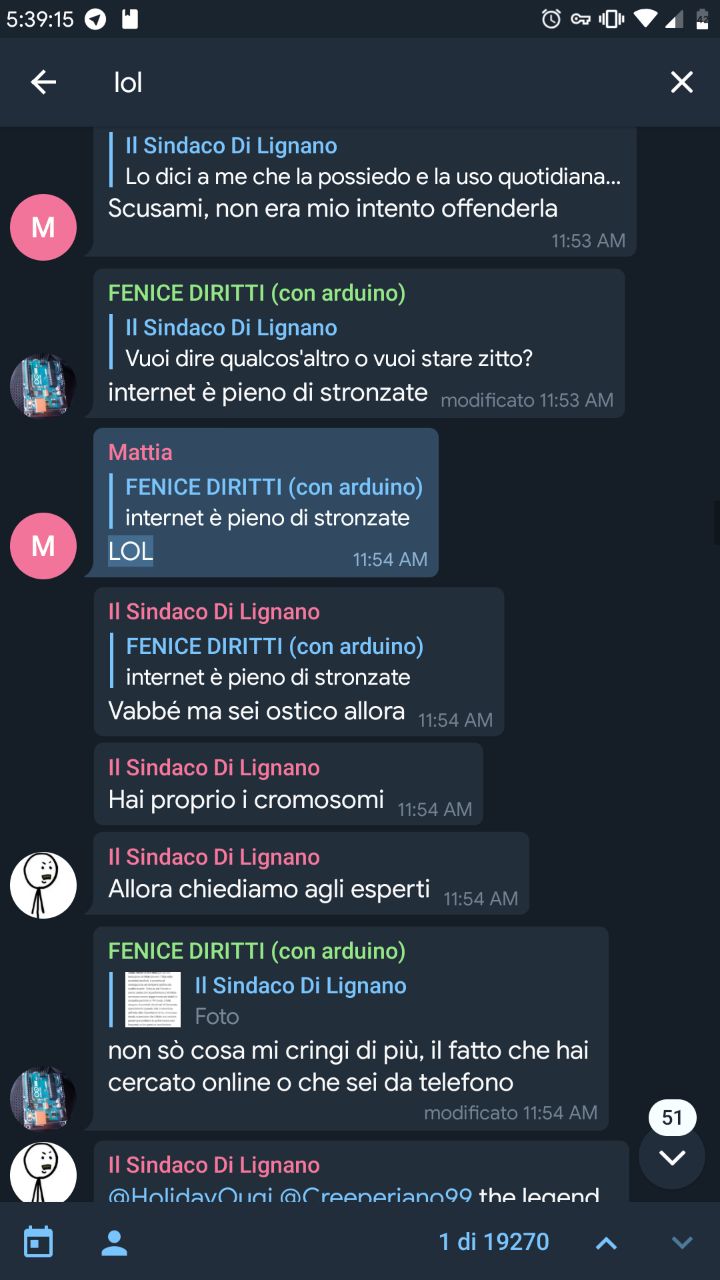 5:39:15
lol
Il Sindaco Di Lignano
Lo dici a me che la possiedo e la uso quotidiana...
Scusami, non era mio intento offenderla
11:53 AM
M
FENICE DIRITTI (con arduino)
Il Sindaco Di Lignano
Vuoi dire qualcos'altro o vuoi stare zitto?
internet è pieno di stronzate modificato 11:53 AM
Mattia
FENICE DIRITTI (con arduino)
internet è pieno di stronzate
LOL 11:54 AM
M
Il Sindaco Di Lignano
FENICE DIRITTI (con arduino)
internet è pieno di stronzate
Vabbé ma sei ostico allora 11:54 AM
Il Sindaco Di Lignano
Hai proprio i cromosomi 11:54 AM
Il Sindaco Di Lignano
Allora chiediamo agli esperti 11:54 AM
FENICE DIRITTI (con arduino)
Il Sindaco Di Lignano
Foto
non sò cosa mi cringi di più, il fatto che hai
cercato online o che sei da telefono
modificato 11:54 AM
51
Il Sindaco Di Lignano
@HolidayOugi @Creeperiano99 the legend
1 di 19270